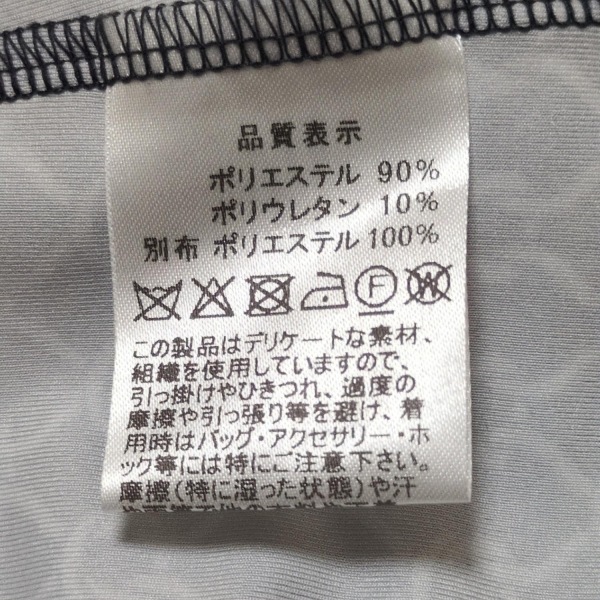 品質表示
ポリエステル 90%
ポリウレタン 10%
別布 ポリエステル 100%
F W
この製品はデリケートな素材、
組織を使用していますので、
引っ掛けやひきつれ、過度の
摩擦や引っ張り等を避け、着
用時はバッグ・アクセサリー・ホ
ック等には特にご注意下さい。
摩擦(特に湿った状態)や汗